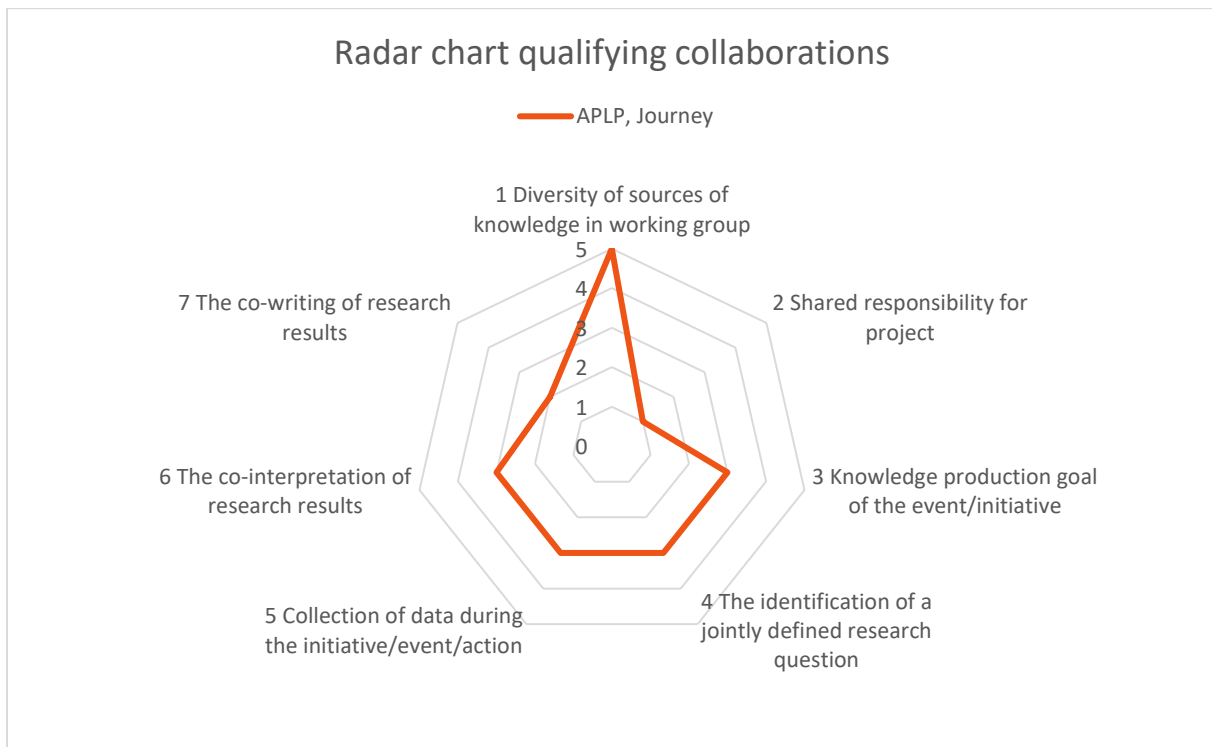 Radar chart qualifying collaborations
APLP, Journey
1 Diversity of sources of
knowledge in working group
2 Shared responsibility for
project
3 Knowledge production goal
of the event/initiative
4 The identification of a
jointly defined research
question
5 Collection of data during
the initiative/event/action
6 The co-interpretation of
research results
7 The co-writing of research
results
5
4
3
2
1
0